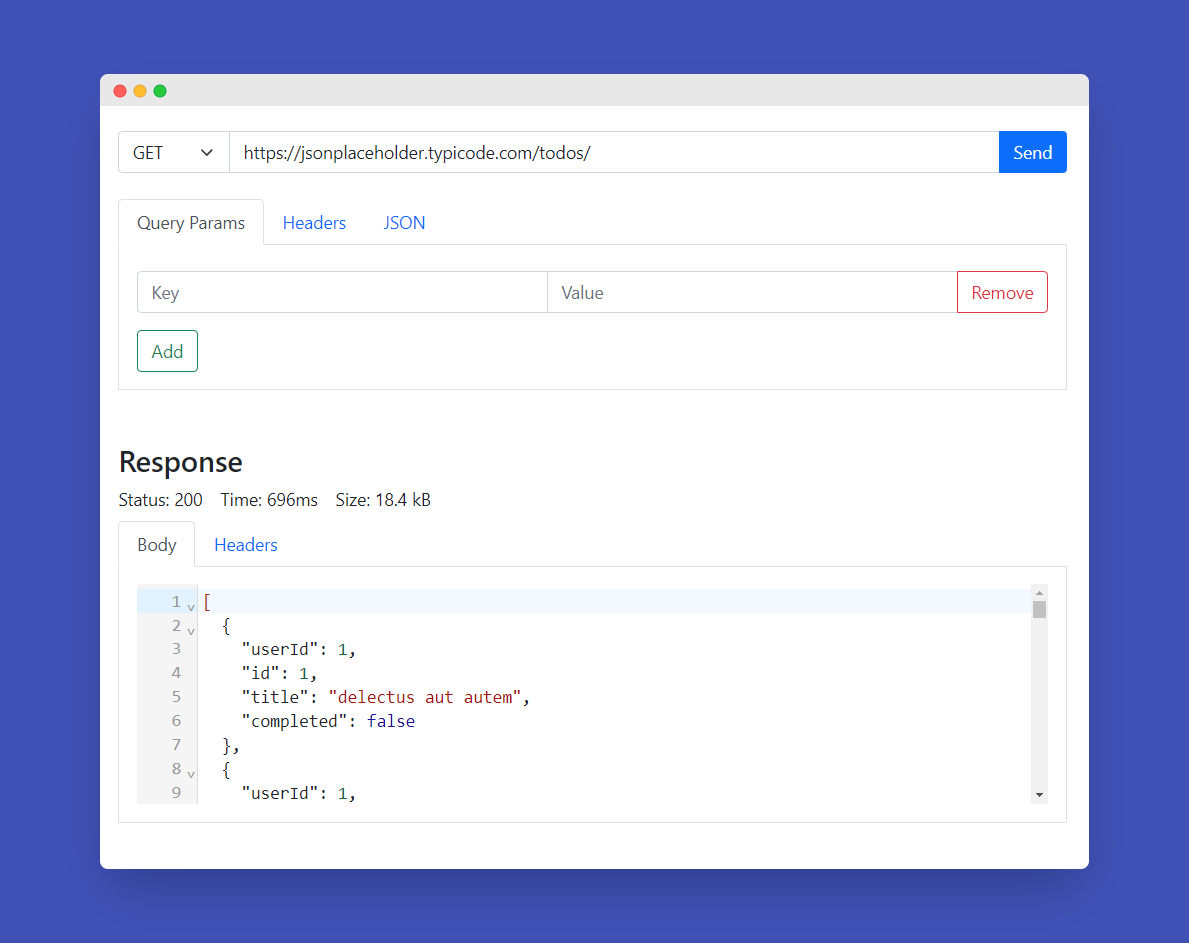 GET https://jsonplaceholder.typicode.com/todos/ Send
Query Params Headers JSON
Key Value Remove
Add
Response
Status: 200 Time: 696ms Size: 18.4 kB
Body Headers
1 [
2 {
3 "userId": 1,
4 "id": 1,
5 "title": "delectus aut autem",
6 "completed": false
7 },
8 {
9 "userId": 1,